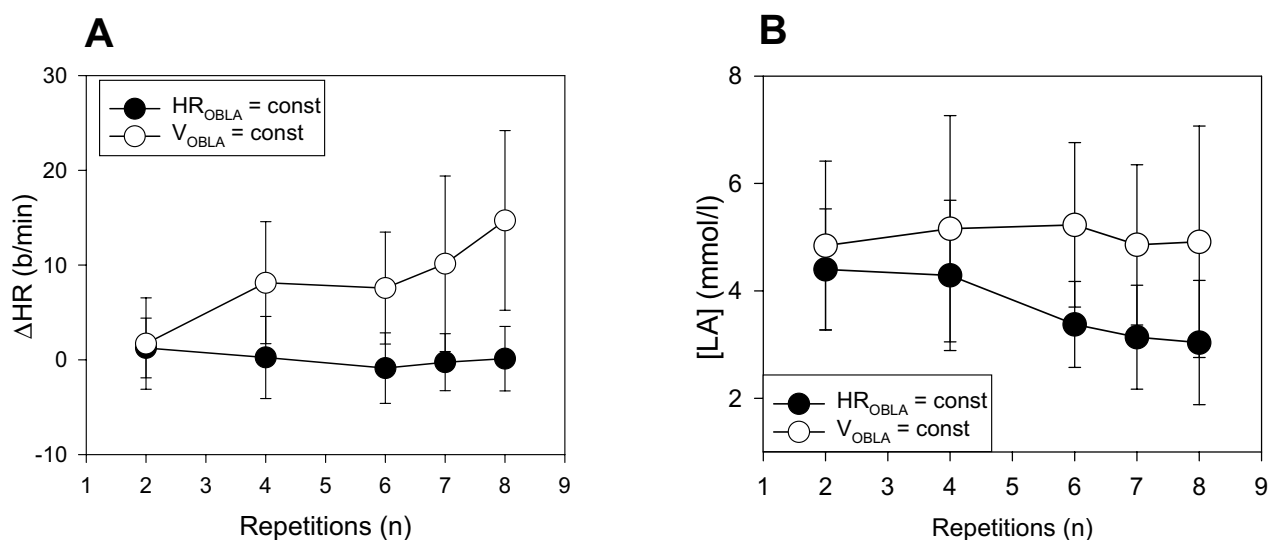 A
30
20
10
0
-10
ΔHR (b/min)
HR_OBLA = const
V_OBLA = const
1 2 3 4 5 6 7 8 9
Repetitions (n)
B
8
6
4
2
[LA] (mmol/l)
HR_OBLA = const
V_OBLA = const
1 2 3 4 5 6 7 8 9
Repetitions (n)